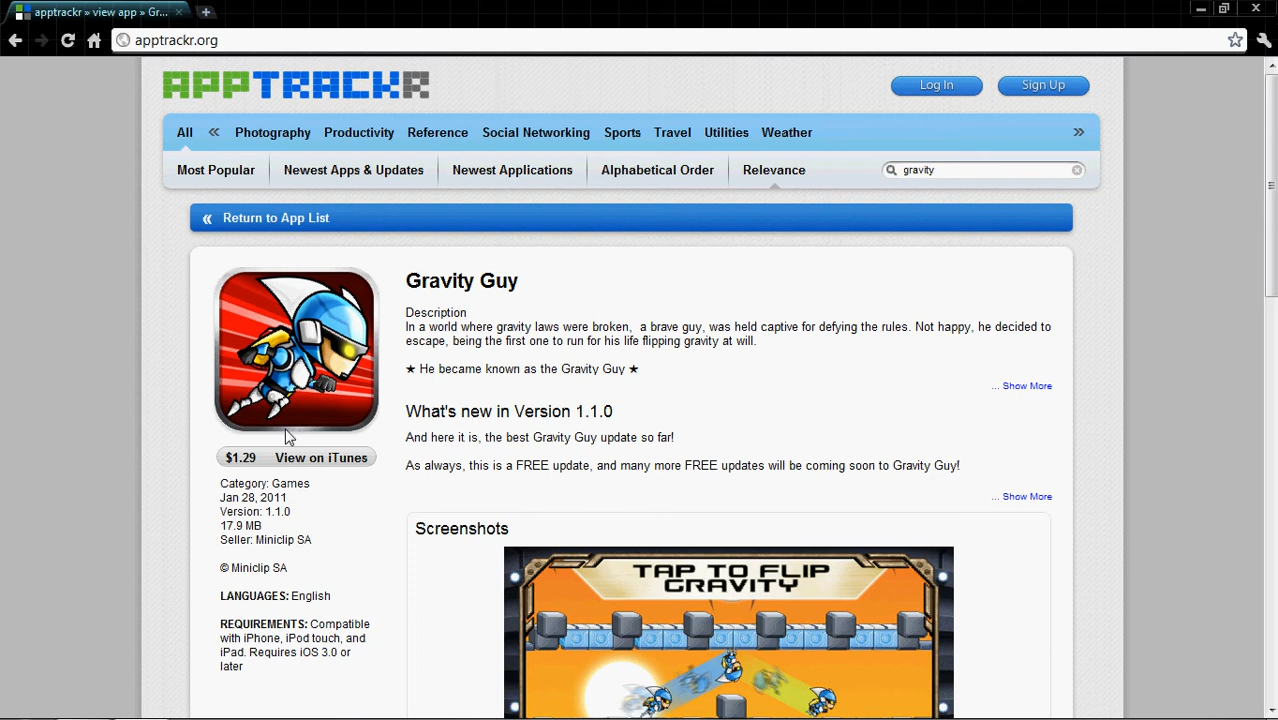 apptrackr » view app » Gr...
apptrackr.org
APPTRACKR
Log In
Sign Up
All « Photography Productivity Reference Social Networking Sports Travel Utilities Weather »
Most Popular Newest Apps & Updates Newest Applications Alphabetical Order Relevance gravity
« Return to App List
Gravity Guy
Description
In a world where gravity laws were broken, a brave guy, was held captive for defying the rules. Not happy, he decided to
escape, being the first one to run for his life flipping gravity at will.
★ He became known as the Gravity Guy ★
... Show More
What's new in Version 1.1.0
And here it is, the best Gravity Guy update so far!
As always, this is a FREE update, and many more FREE updates will be coming soon to Gravity Guy!
... Show More
$1.29 View on iTunes
Category: Games
Jan 28, 2011
Version: 1.1.0
17.9 MB
Seller: Miniclip SA
© Miniclip SA
LANGUAGES: English
REQUIREMENTS: Compatible
with iPhone, iPod touch, and
iPad. Requires iOS 3.0 or
later
Screenshots
TAP TO FLIP
GRAVITY